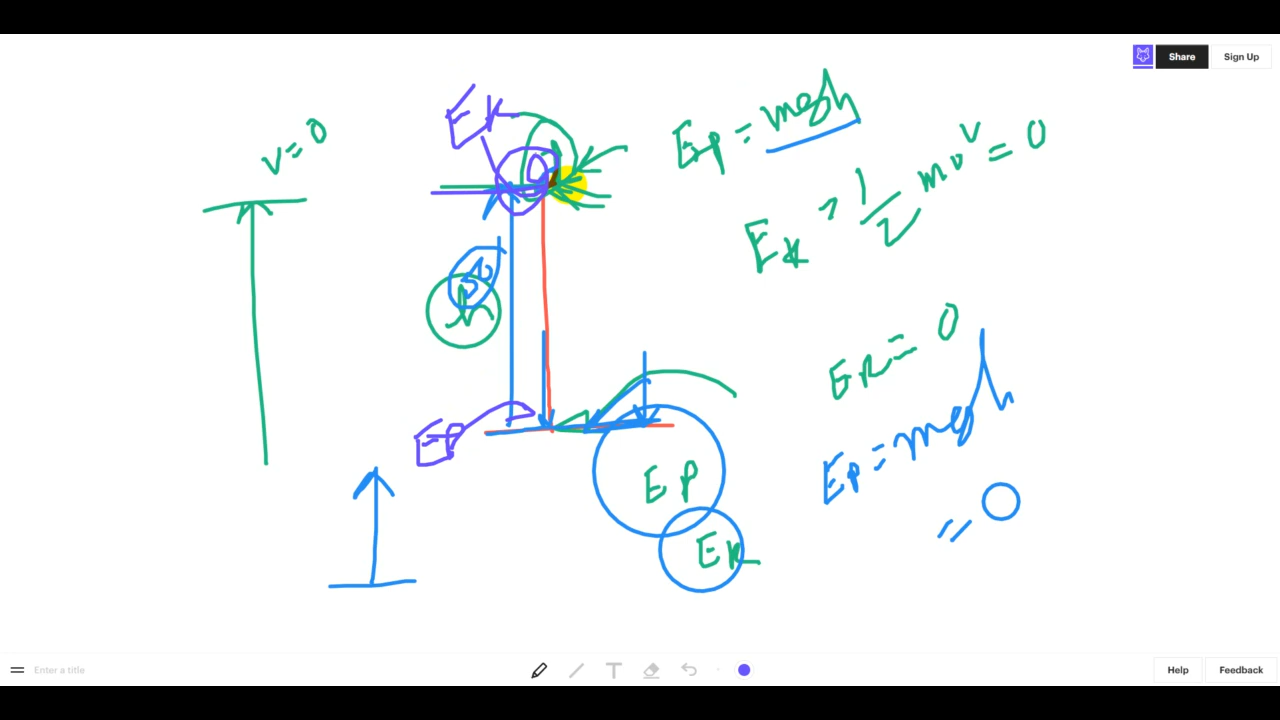 Share
Sign Up
v=0
Ek
Ep = mgh
Ek = 1/2 m v = 0
h
Ek = 0
Ep = mgh
= 0
Ep
Ep
Ek
Enter a title
T
Help
Feedback